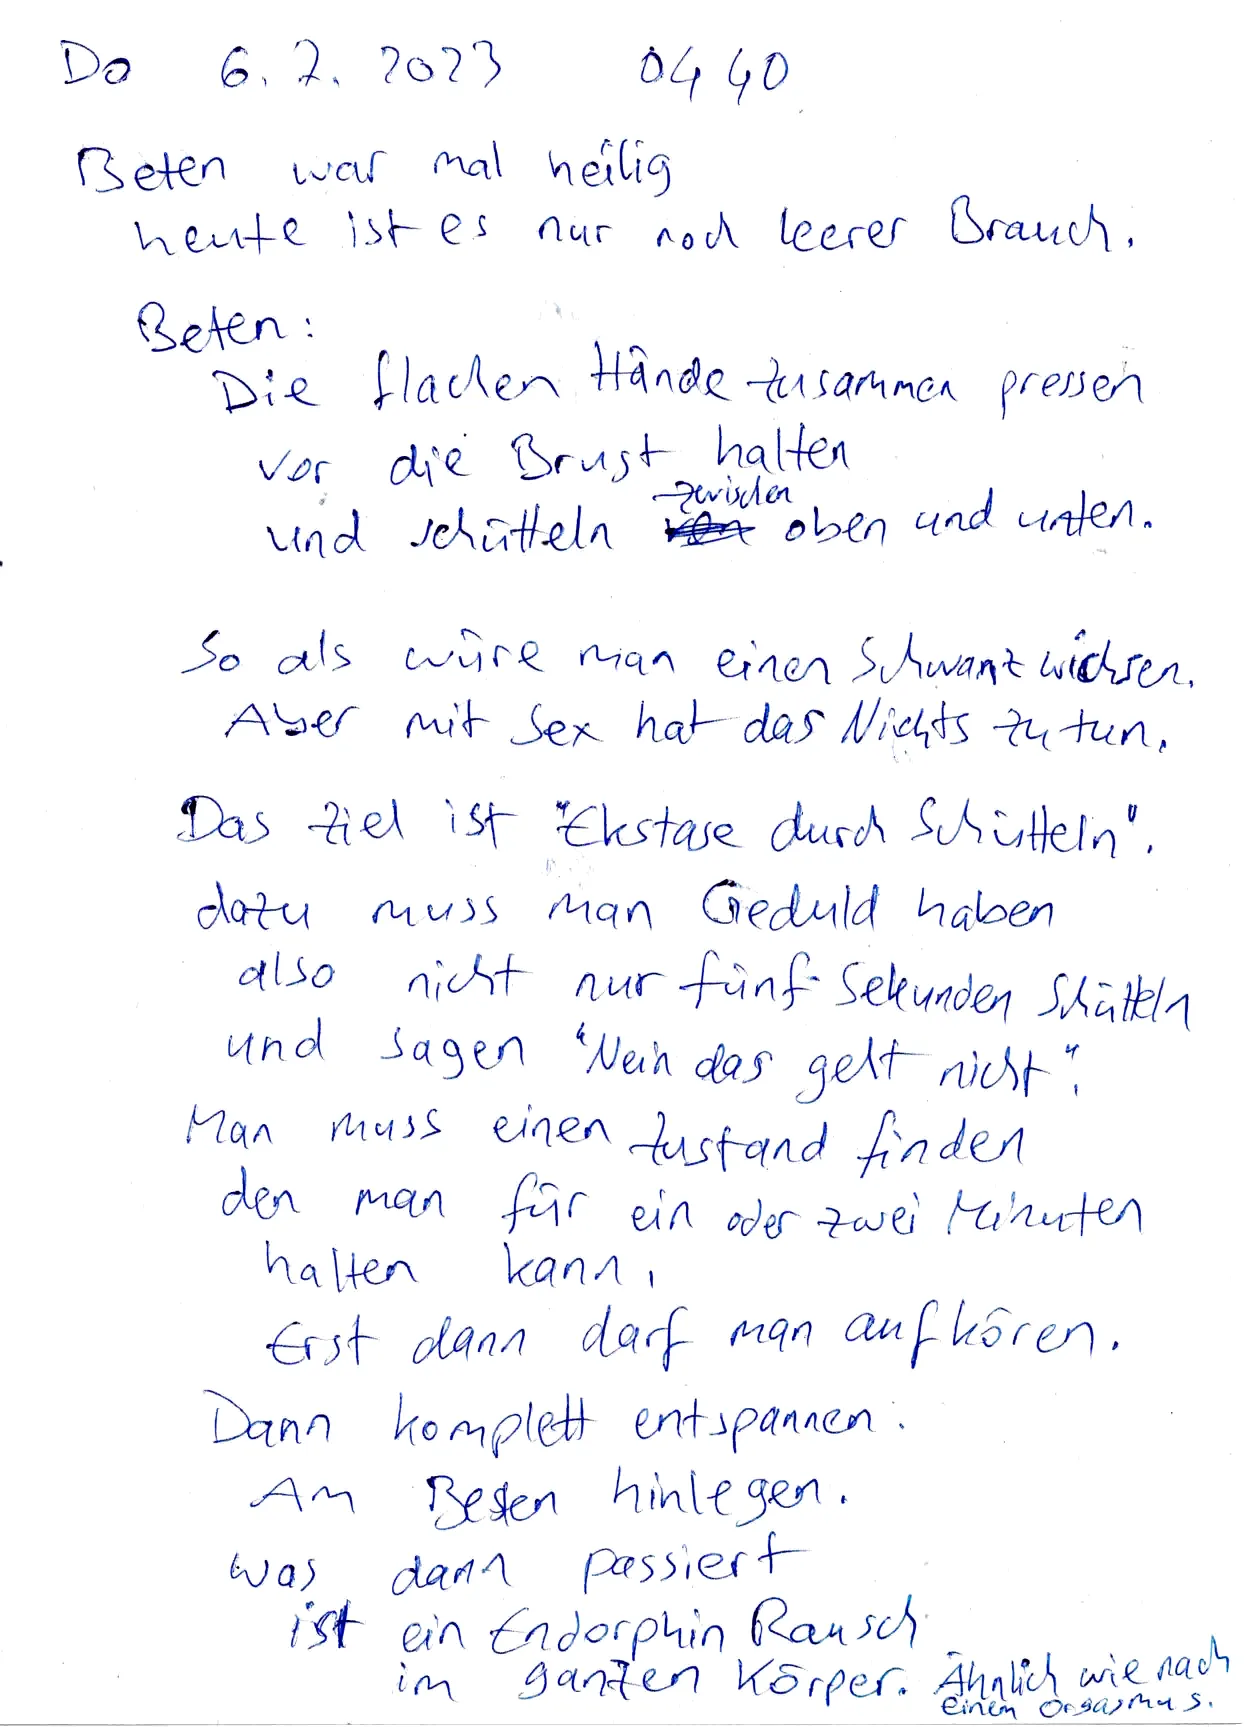 Do 6. 7. 2023 04 40
Beten war mal heilig
heute ist es nur noch leerer Brauch.
Beten:
Die flachen Hände zusammen pressen
vor die Brust halten
zwischen
und schütteln oben und unten.
So als würe man einen Schwanz wichsen.
Aber mit Sex hat das Nichts zu tun.
Das Ziel ist "Ekstase durch Schütteln".
dazu muss man Geduld haben
also nicht nur fünf Sekunden Schütteln
und sagen "Nein das geht nicht".
Man muss einen Zustand finden
den man für ein oder zwei Minuten
halten kann,
Erst dann darf man aufhören.
Dann komplett entspannen.
Am Besten hinlegen.
was dann passiert
ist ein Endorphin Rausch
im ganzen Körper. Ähnlich wie nach
einem Orgasmus.